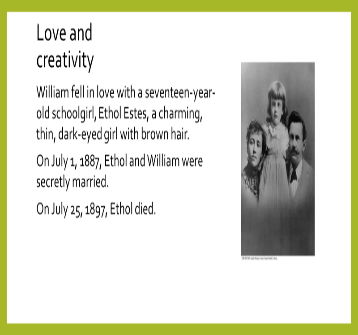 Love and
creativity
William fell in love with a seventeen-year-
old schoolgirl, Ethol Estes, a charming,
thin, dark-eyed girl with brown hair.
On July 1, 1887, Ethol and William were
secretly married.
On July 25, 1897, Ethol died.